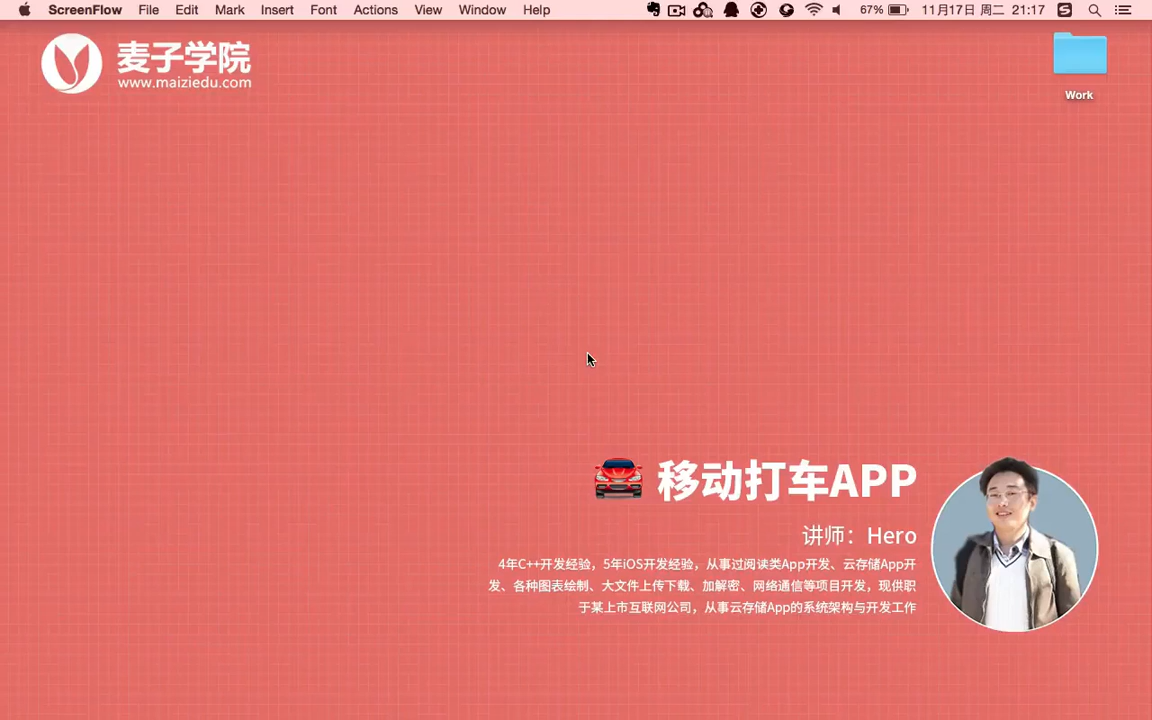 ScreenFlow File Edit Mark Insert Font Actions View Window Help 67% 11月17日 周二 21:17
麦子学院
www.maiziedu.com
Work
移动打车APP
讲师：Hero
4年C++开发经验，5年iOS开发经验，从事过阅读类App开发、云存储App开
发、各种图表绘制、大文件上传下载、加解密、网络通信等项目开发，现供职
于某上市互联网公司，从事云存储App的系统架构与开发工作